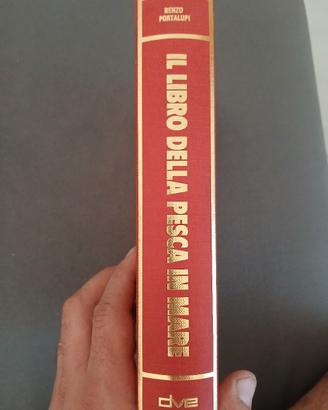 RENZO
PORTALUPI
IL LIBRO DELLA PESCA IN MARE
dve